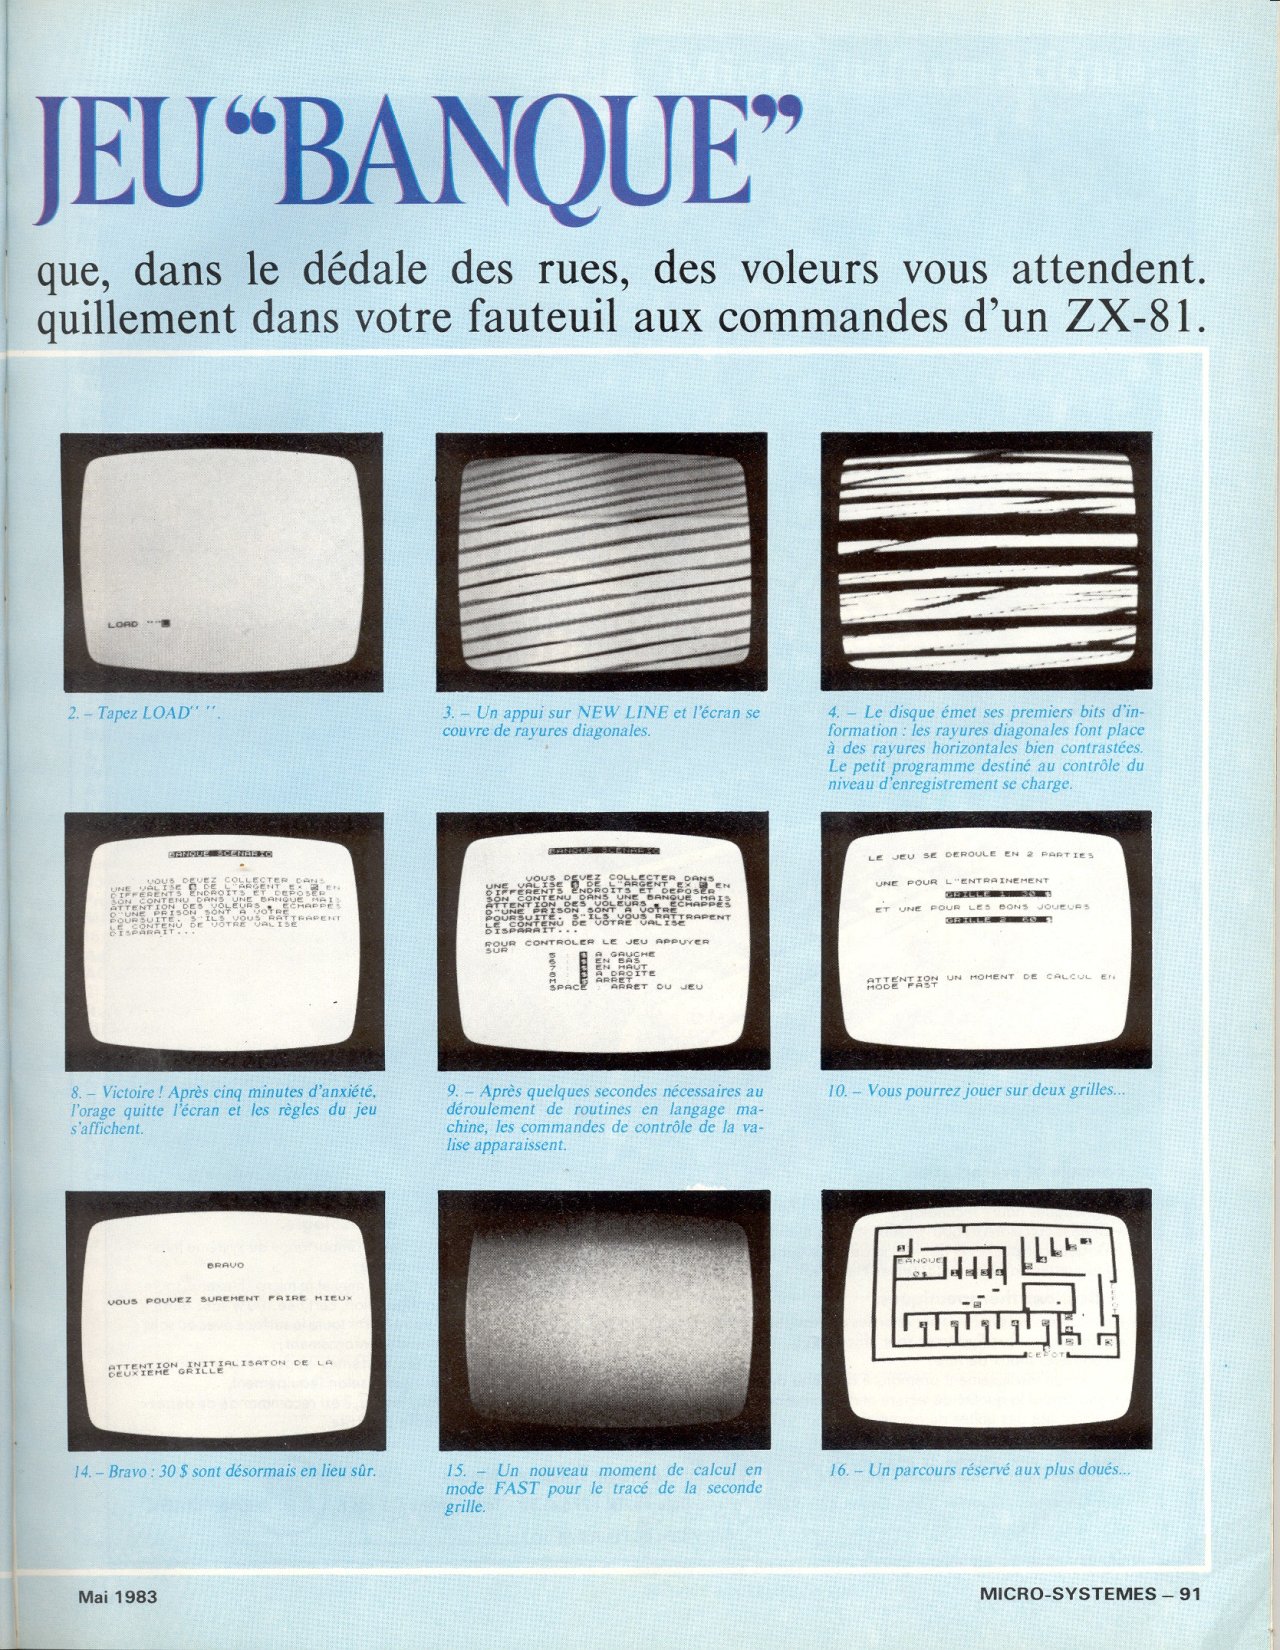 JEU “BANQUE”
que, dans le dédale des rues, des voleurs vous attendent.
quillement dans votre fauteuil aux commandes d’un ZX-81.
LOAD ""
2. – Tapez LOAD" ".
3. – Un appui sur NEW LINE et l’écran se
couvre de rayures diagonales.
4. – Le disque émet ses premiers bits d’in-
formation : les rayures diagonales font place
à des rayures horizontales bien contrastées.
Le petit programme destiné au contrôle du
niveau d’enregistrement se charge.
BANQUE SCENARIO
VOUS DEVEZ COLLECTER DANS
UNE VALISE DE L"ARGENT EX EN
DIFFERENTS ENDROITS ET DEPOSER
SON CONTENU DANS UNE BANQUE MAIS
ATTENTION DES VOLEURS ECHAPPES
D"UNE PRISON SONT A VOTRE
POURSUITE. S"ILS VOUS RATTRAPENT
LE CONTENU DE VOTRE VALISE
DISPARAIT...
8. – Victoire ! Après cinq minutes d’anxiété,
l’orage quitte l’écran et les règles du jeu
s’affichent.
BANQUE SCENARIO
VOUS DEVEZ COLLECTER DANS
UNE VALISE DE L"ARGENT EX EN
DIFFERENTS ENDROITS ET DEPOSER
SON CONTENU DANS UNE BANQUE MAIS
ATTENTION DES VOLEURS ECHAPPES
D"UNE PRISON SONT A VOTRE
POURSUITE. S"ILS VOUS RATTRAPENT
LE CONTENU DE VOTRE VALISE
DISPARAIT...
POUR CONTROLER LE JEU APPUYER
SUR
5 $ A GAUCHE
6 $ EN BAS
7 $ EN HAUT
8 $ A DROITE
M $ ARRET
SPACE : ARRET DU JEU
9. – Après quelques secondes nécessaires au
déroulement de routines en langage ma-
chine, les commandes de contrôle de la va-
lise apparaissent.
LE JEU SE DEROULE EN 2 PARTIES
UNE POUR L"ENTRAINEMENT
GRILLE 1 30 $
ET UNE POUR LES BONS JOUEURS
GRILLE 2 60 $
ATTENTION UN MOMENT DE CALCUL EN
MODE FAST
10. – Vous pourrez jouer sur deux grilles...
BRAVO
VOUS POUVEZ SUREMENT FAIRE MIEUX
ATTENTION INITIALISATON DE LA
DEUXIEME GRILLE
14. – Bravo : 30 $ sont désormais en lieu sûr.
15. – Un nouveau moment de calcul en
mode FAST pour le tracé de la seconde
grille.
BANQUE
0$
1 2 3 4
DEPOT
DEPOT
16. – Un parcours réservé aux plus doués...
Mai 1983
MICRO-SYSTEMES – 91